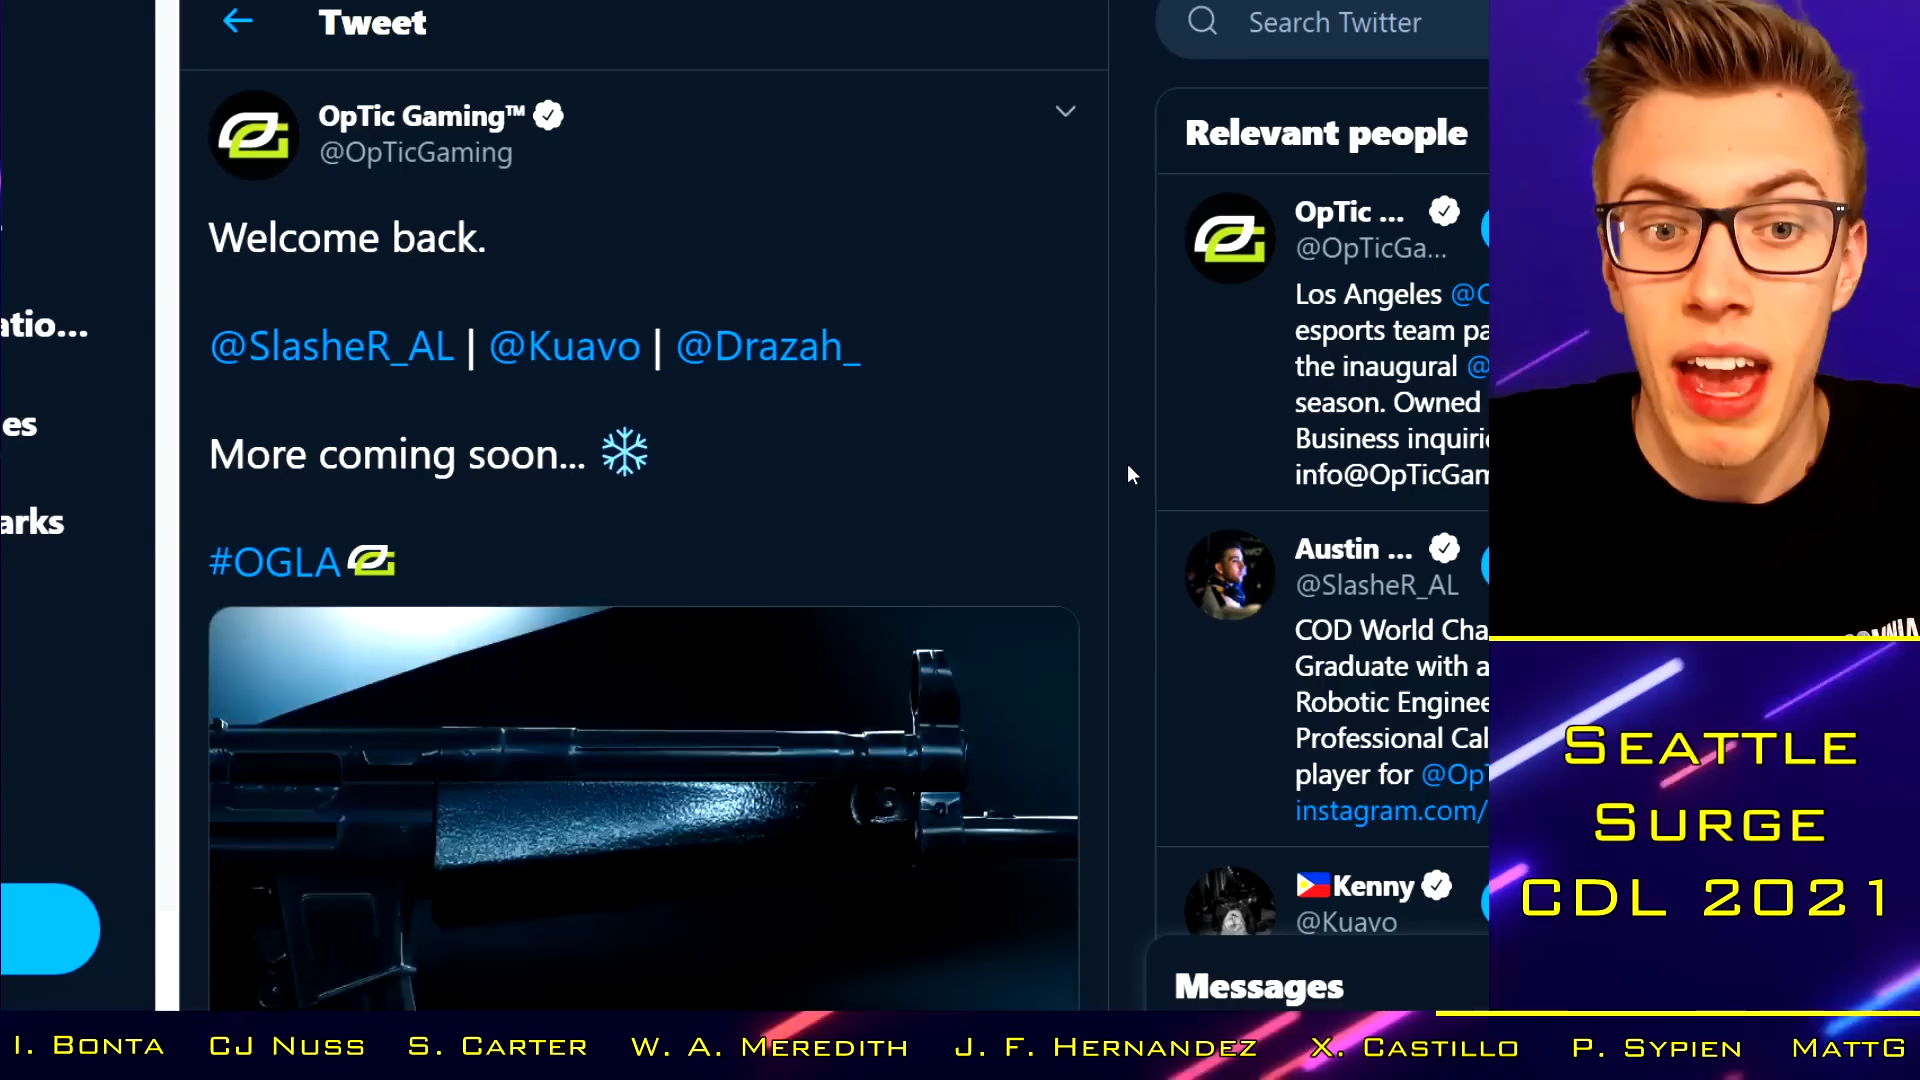 Tweet
Search Twitter
OpTic Gaming™
@OpTicGaming
Welcome back.
@SlasheR_AL | @Kuavo | @Drazah_
More coming soon...
#OGLA
atio...
es
arks
Relevant people
OpTic ...
@OpTicGa...
Los Angeles @
esports team pa
the inaugural @
season. Owned
Business inquiri
info@OpTicGam
Austin ...
@SlasheR_AL
COD World Cha
Graduate with a
Robotic Enginee
Professional Cal
player for @OpT
instagram.com/
Kenny
@Kuavo
Messages
Seattle
Surge
CDL 2021
I. Bonta CJ Nuss S. Carter W. A. Meredith J. F. Hernandez X. Castillo P. Sypien MattG